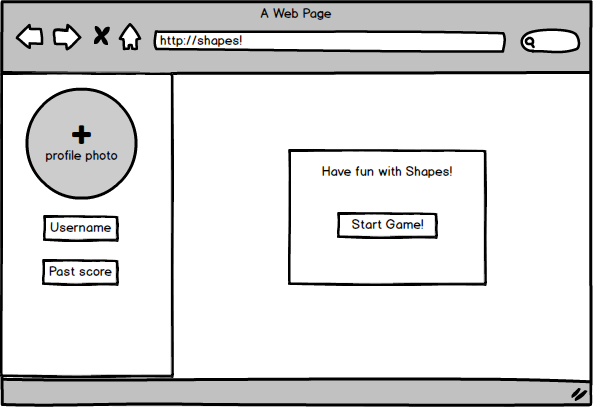 A Web Page
http://shapes!
profile photo
Username
Past score
Have fun with Shapes!
Start Game!